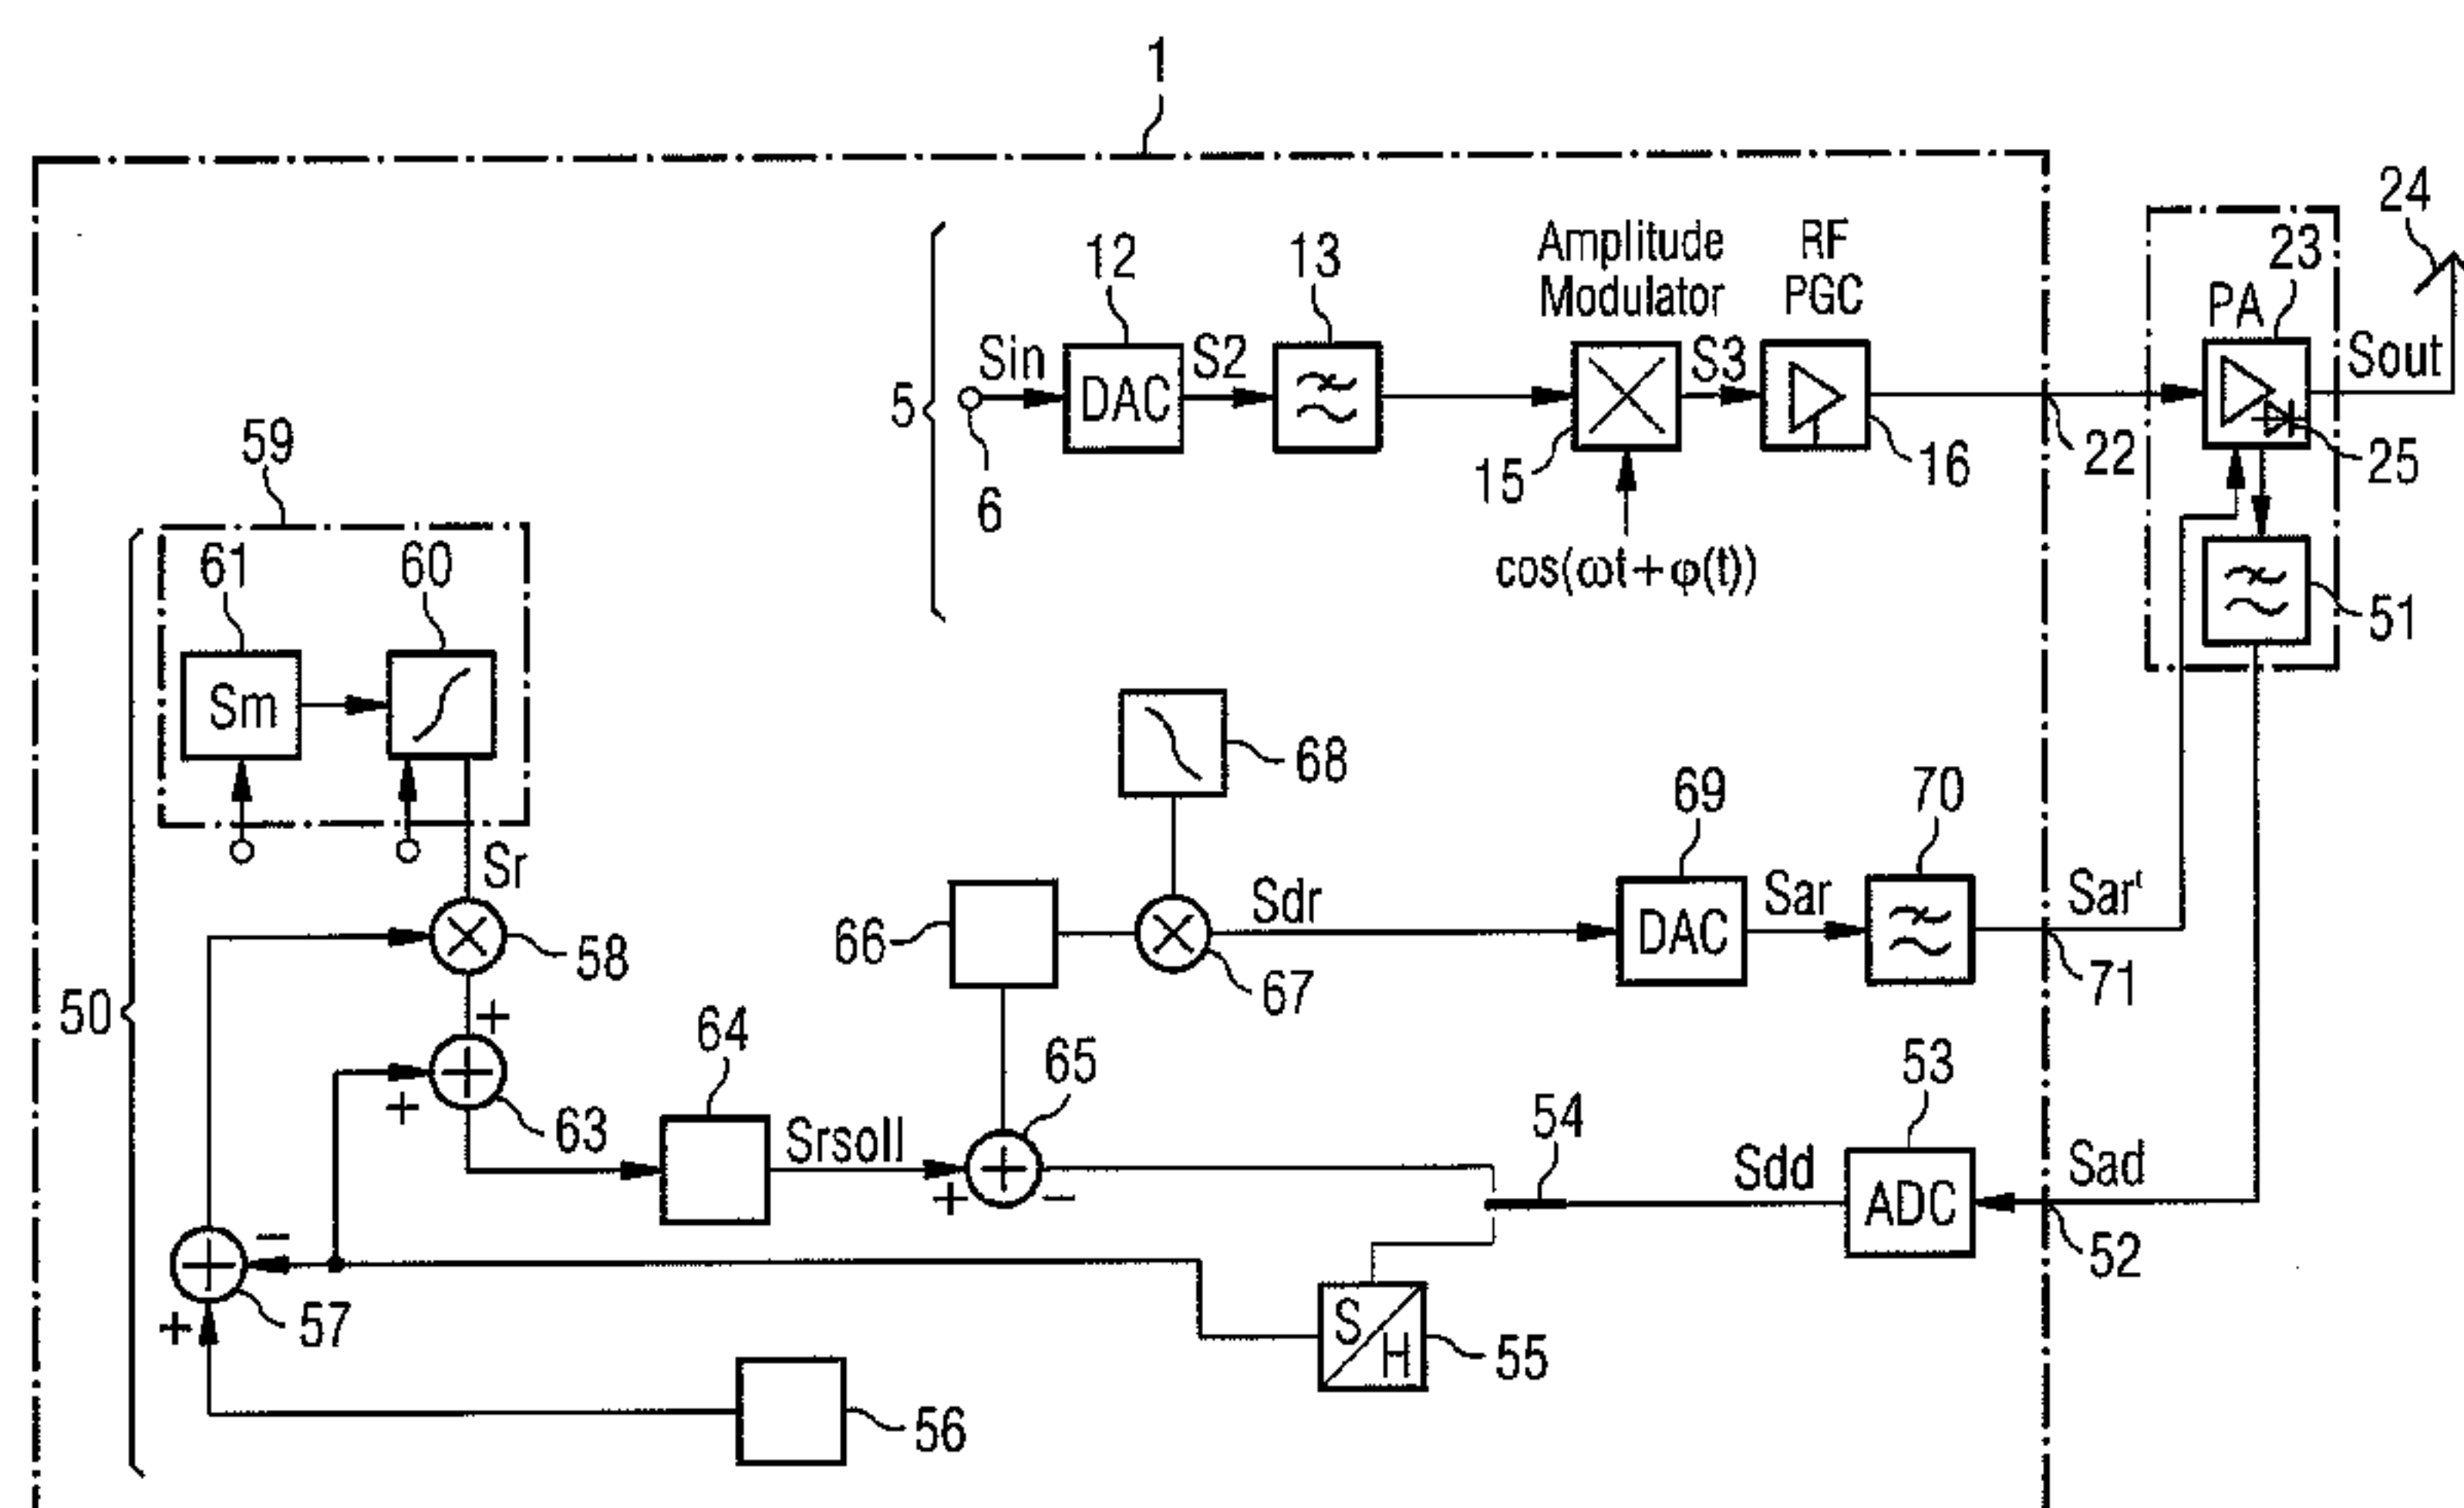 1
24
23
12
13
Amplitude
Modulator
RF
PGC
PA
5
Sin
DAC
S2
S3
Sout
59
6
15
16
22
25
cos(ωt+φ(t))
61
60
51
Sm
68
69
70
Sr
Sdr
DAC
Sar
Sar'
66
58
67
71
50
+
64
65
53
+
63
54
Srsoll
Sdd
ADC
Sad
+
−
−
52
57
+
S/H
55
56